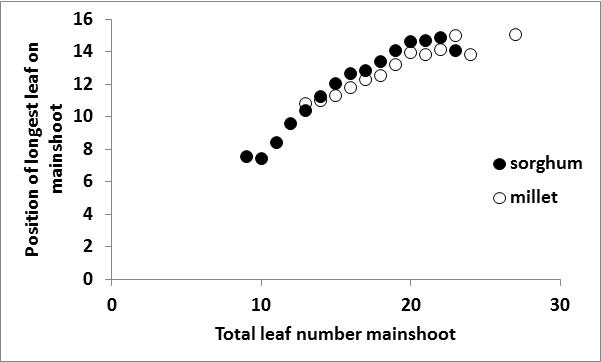 Position of longest leaf on
mainshoot
16
14
12
10
8
6
4
2
0
0 10 20 30
Total leaf number mainshoot
sorghum
millet